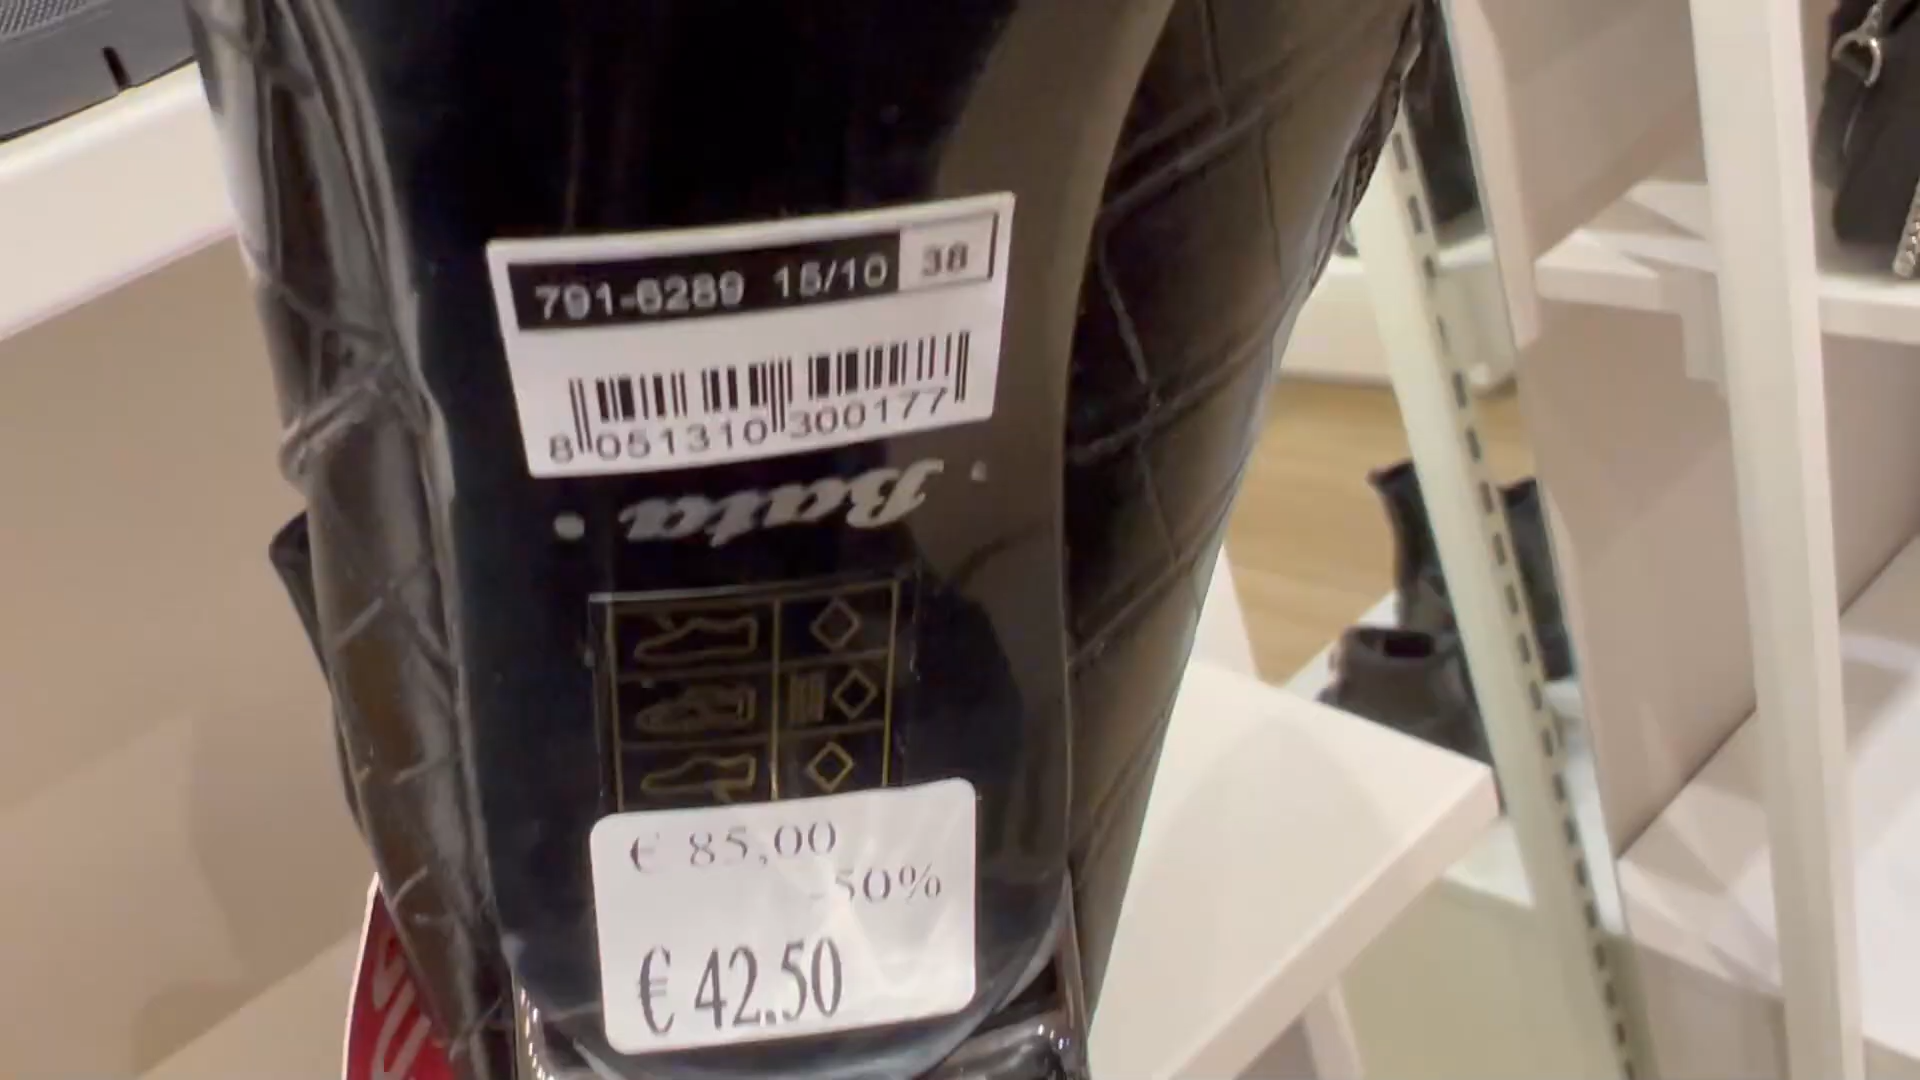 791-6289 15/10 38
8 051310 300177
Bata
€ 85,00
-50%
€ 42.50